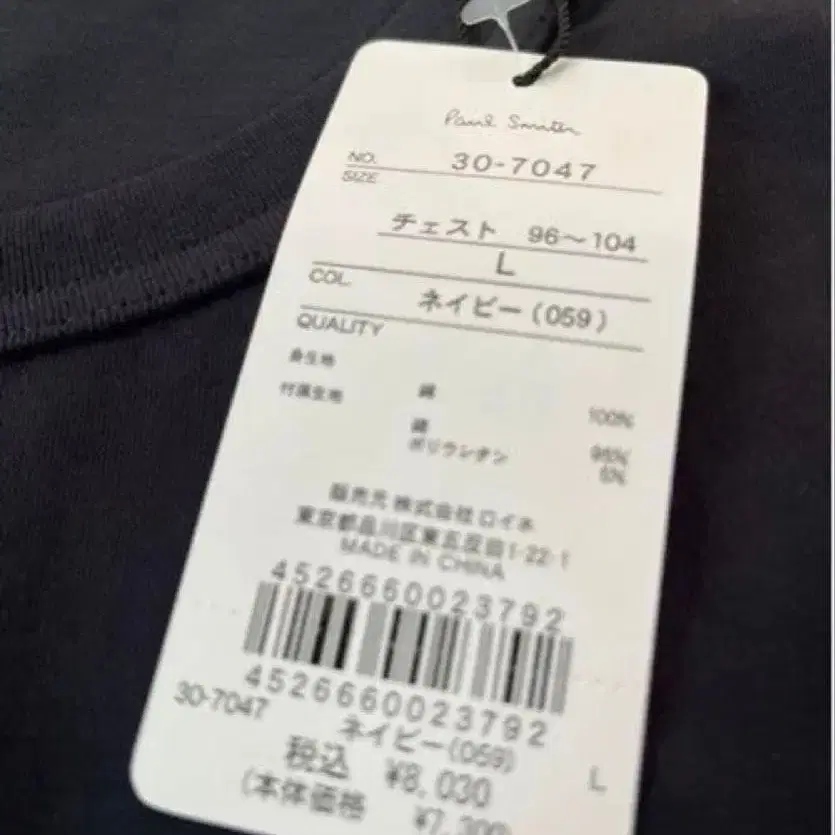 Paul Smith
NO. 30-7047
SIZE
チェスト 96～104
L
COL. ネイビー(059)
QUALITY
身生地 綿 100%
付属生地 綿 95%
ポリウレタン 5%
販売元 株式会社ロイネ
東京都品川区東五反田1-22-1
MADE IN CHINA
4526660023792
4526660023792
30-7047
ネイビー(059)
L
税込 ¥8,030
(本体価格 ¥7,300